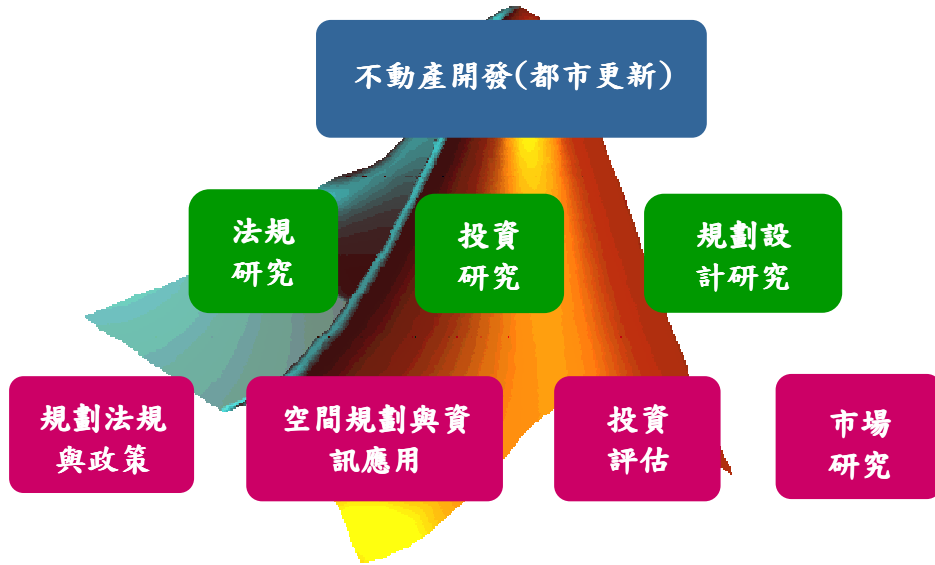 不動產開發(都市更新)
法規
研究
投資
研究
規劃設
計研究
規劃法規
與政策
空間規劃與資
訊應用
投資
評估
市場
研究